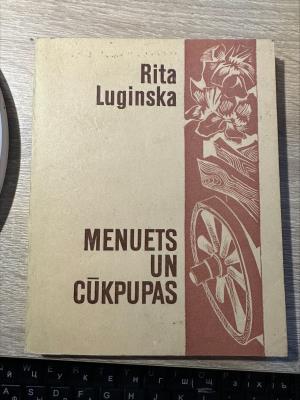 Rita
Luginska
MENUETS
UN
CŪKPUPAS